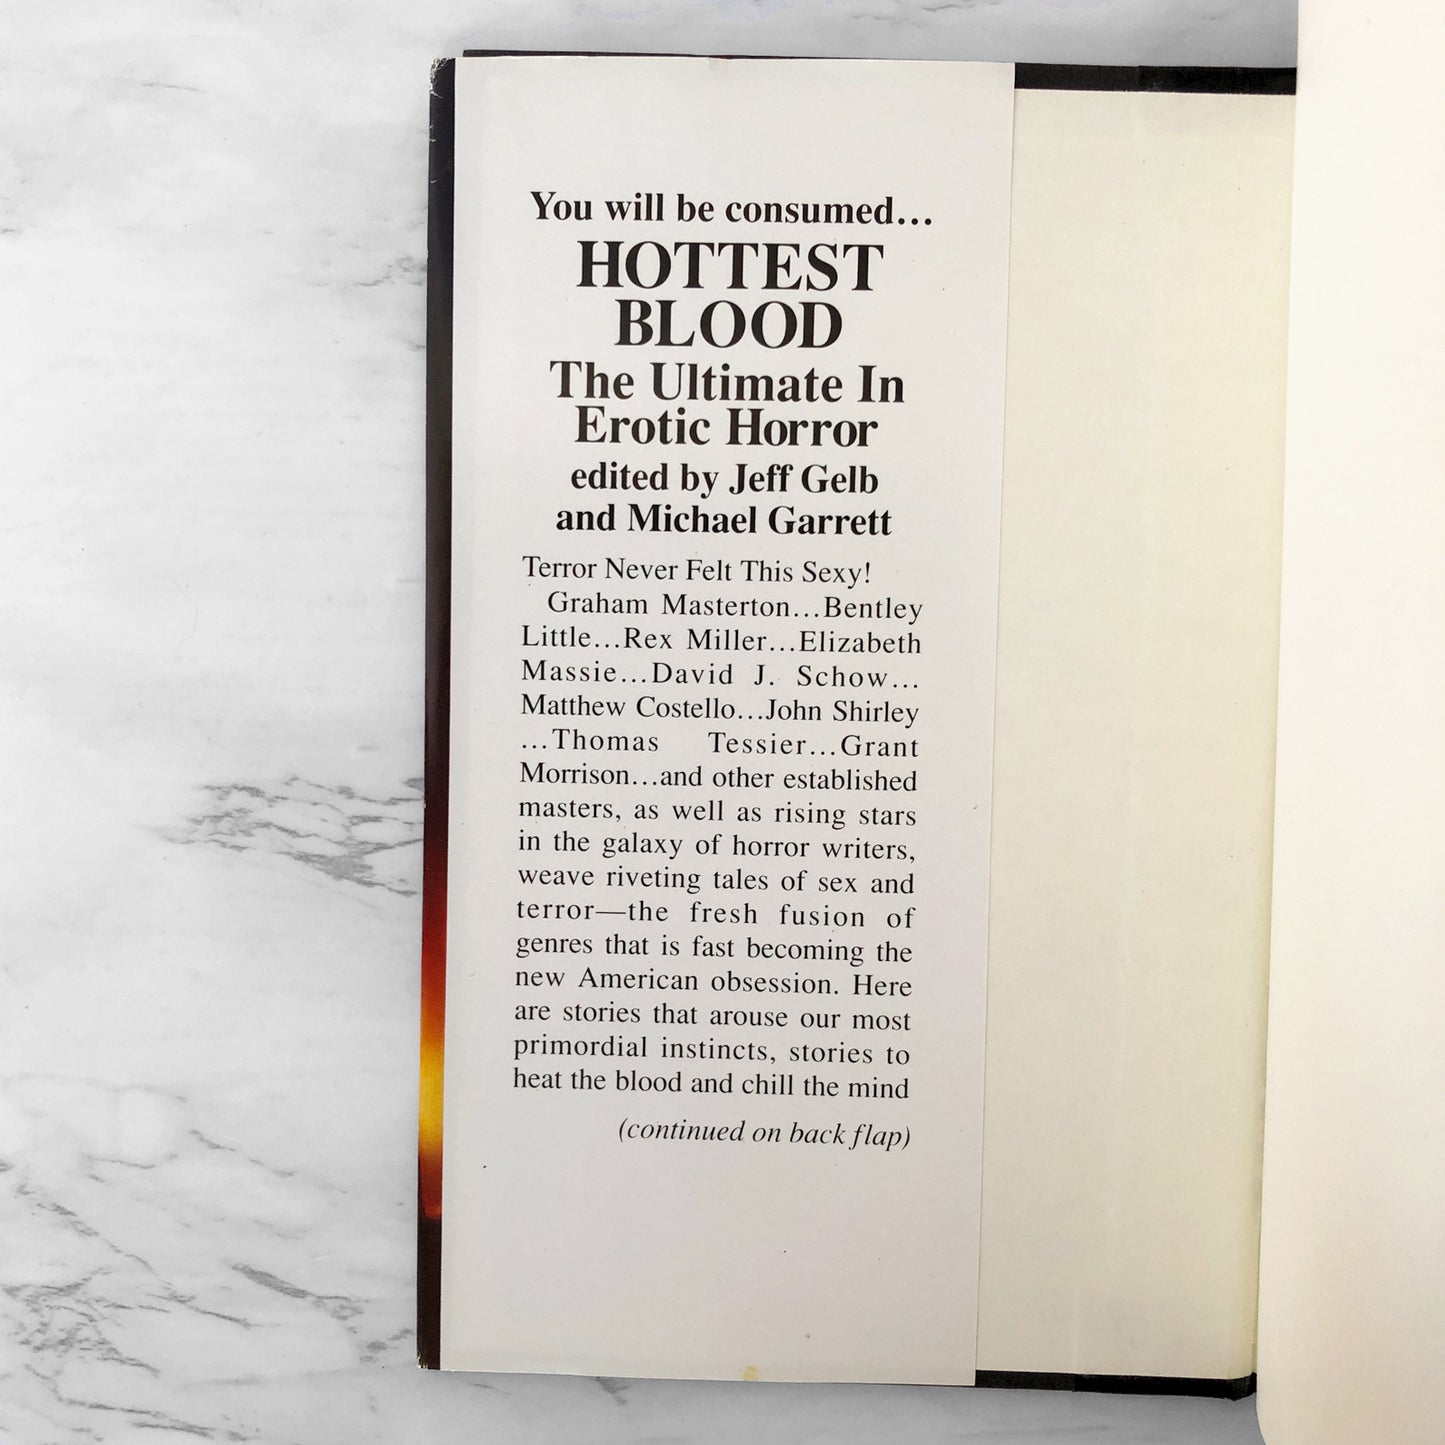 You will be consumed...
HOTTEST
BLOOD
The Ultimate In
Erotic Horror
edited by Jeff Gelb
and Michael Garrett
Terror Never Felt This Sexy!
Graham Masterton...Bentley
Little...Rex Miller...Elizabeth
Massie...David J. Schow...
Matthew Costello...John Shirley
...Thomas Tessier...Grant
Morrison...and other established
masters, as well as rising stars
in the galaxy of horror writers,
weave riveting tales of sex and
terror—the fresh fusion of
genres that is fast becoming the
new American obsession. Here
are stories that arouse our most
primordial instincts, stories to
heat the blood and chill the mind
(continued on back flap)